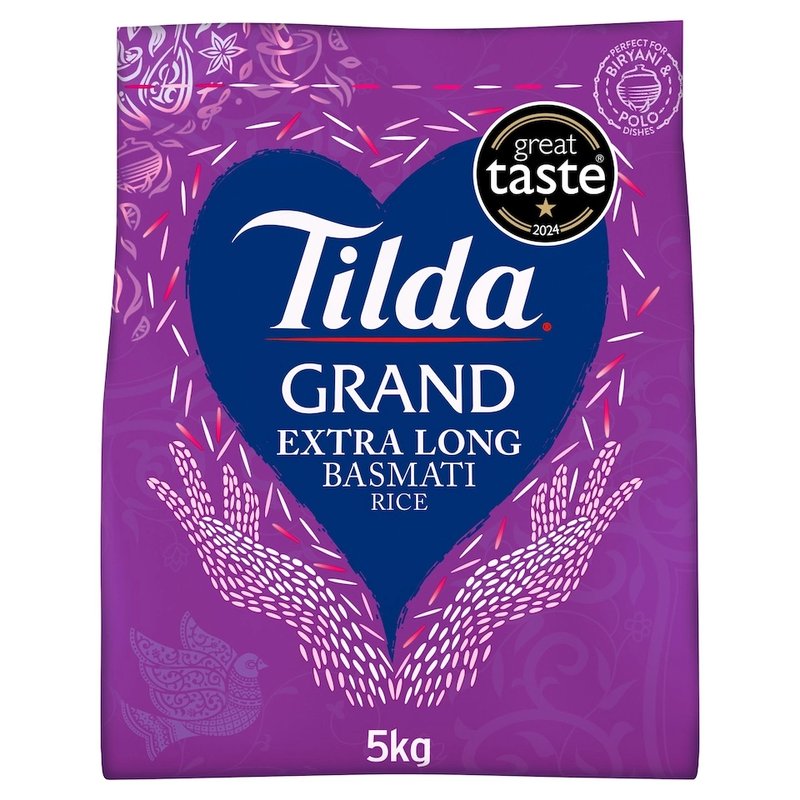 PERFECT FOR
BIRYANI &
POLO
DISHES
great
taste®
2024
Tilda®
GRAND
EXTRA LONG
BASMATI
RICE
5kg